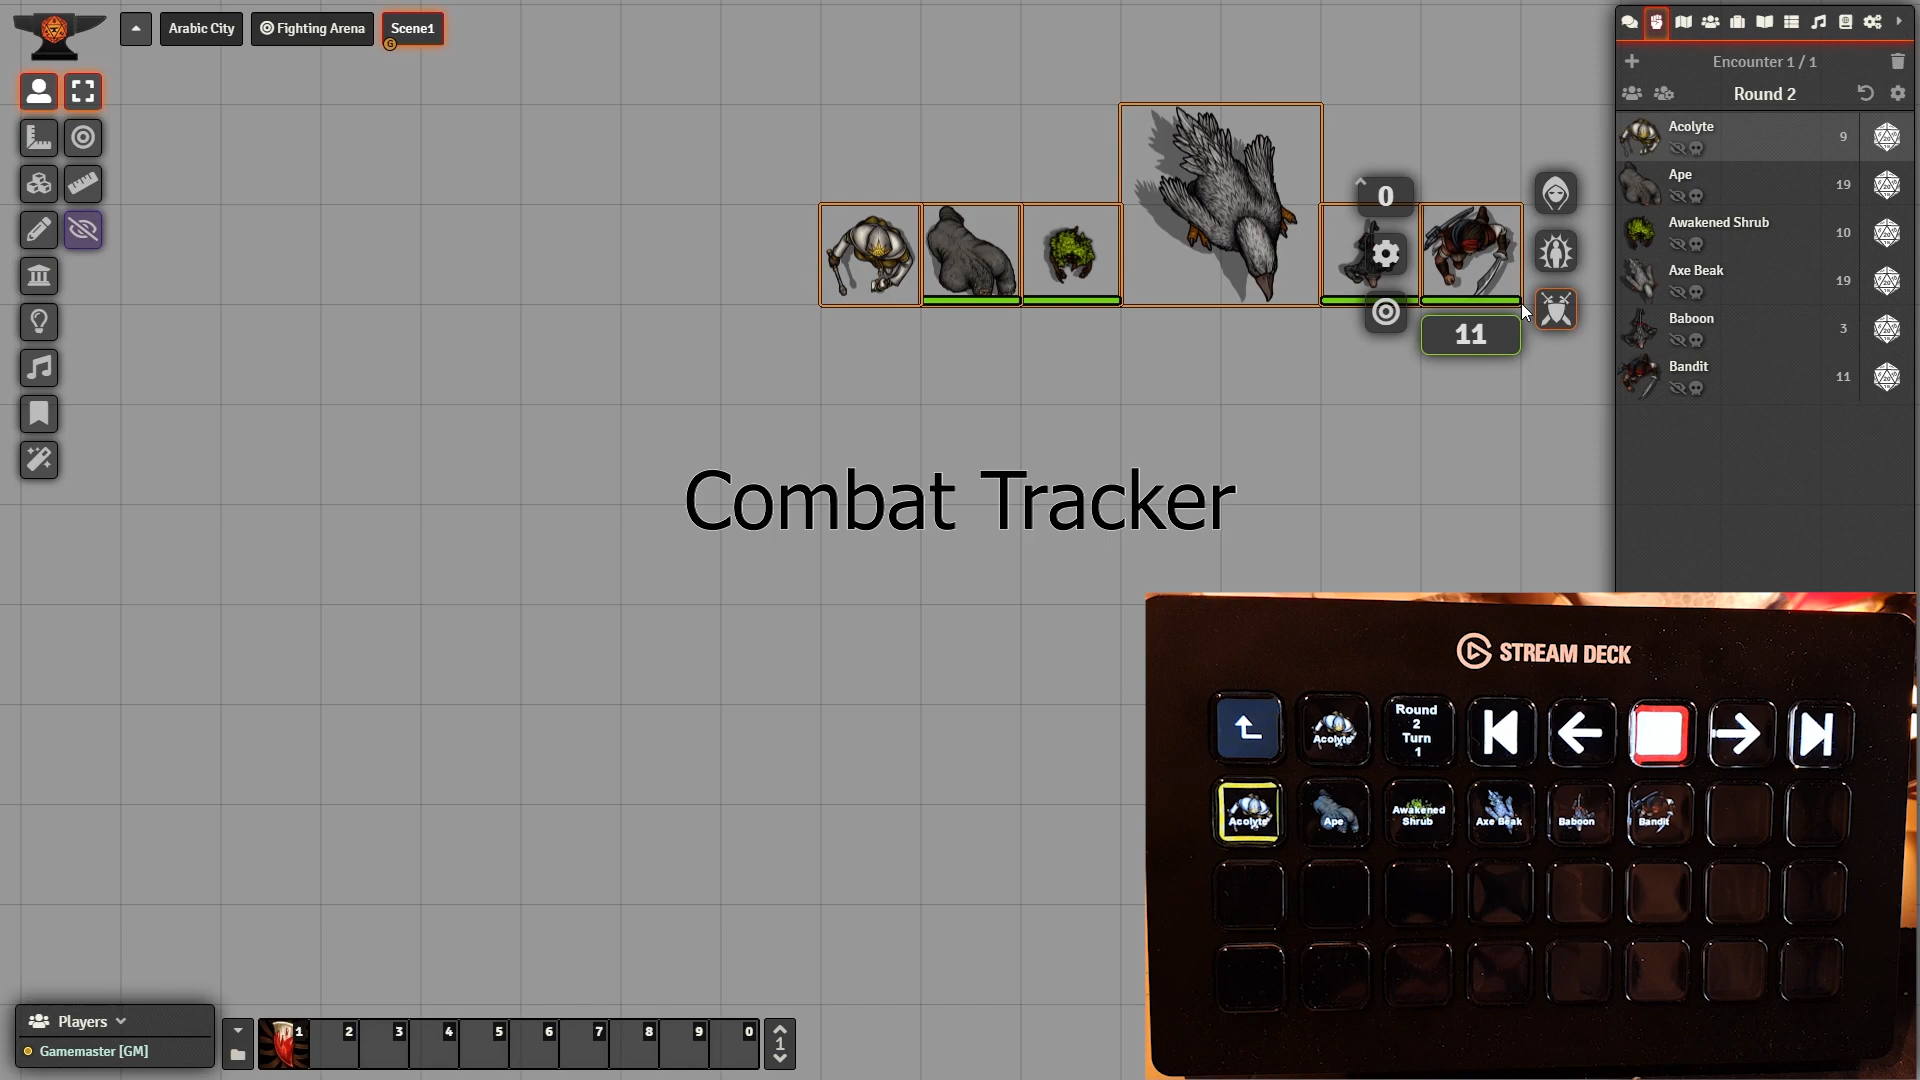 Arabic City
Fighting Arena
Scene1
G
Encounter 1 / 1
Round 2
Acolyte
9
Ape
19
Awakened Shrub
10
Axe Beak
19
Baboon
3
Bandit
11
0
11
Combat Tracker
STREAM DECK
Acolyte
Round
2
Turn
1
Acolyte
Ape
Awakened
Shrub
Axe Beak
Baboon
Bandit
Players
Gamemaster [GM]
1 2 3 4 5 6 7 8 9 0
1